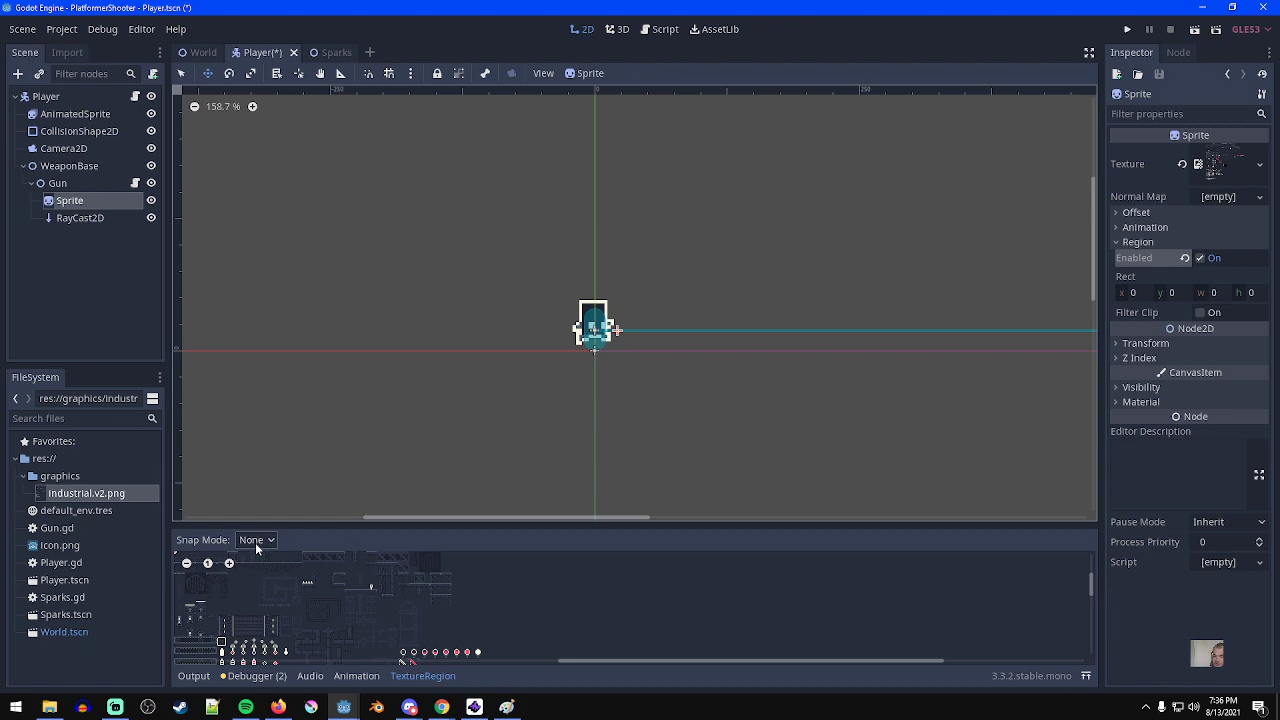 Godot Engine - PlatformerShooter - Player.tscn (*)
Scene Project Debug Editor Help
2D 3D Script AssetLib
GLES3
Scene Import
World Player(*) Sparks
Inspector Node
Filter nodes
View Sprite
Sprite
-250 0 250
Player
158.7 %
Filter properties
AnimatedSprite
CollisionShape2D
Sprite
Camera2D
Texture
WeaponBase
Gun
Normal Map [empty]
Sprite
Offset
RayCast2D
Animation
Region
Enabled On
Rect
x 0 y 0 w 0 h 0
Filter Clip On
Node2D
Transform
0
Z Index
FileSystem
CanvasItem
Visibility
res://graphics/industr
Material
Search files
Node
Favorites:
Editor Description
res://
graphics
industrial.v2.png
default_env.tres
Gun.gd
Pause Mode Inherit
Icon.png
Snap Mode: None
Process Priority 0
Player.gd
1
Script [empty]
Player.tscn
Sparks.gd
Sparks.tscn
World.tscn
Output Debugger (2) Audio Animation TextureRegion 3.3.2.stable.mono
7:36 PM
8/13/2021